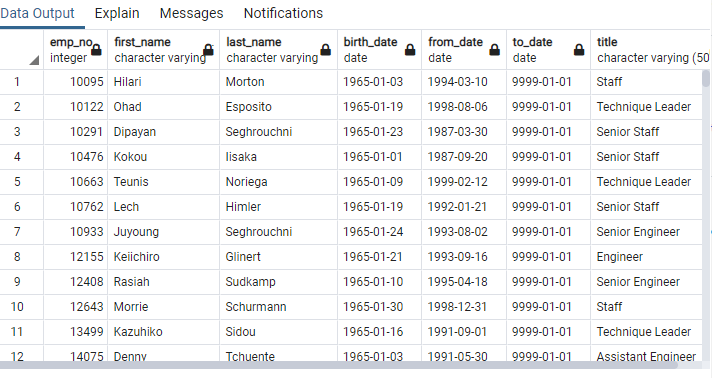 Data Output Explain Messages Notifications
emp_no first_name last_name birth_date from_date to_date title
integer character varying character varying date date date character varying (50
1 10095 Hilari Morton 1965-01-03 1994-03-10 9999-01-01 Staff
2 10122 Ohad Esposito 1965-01-19 1998-08-06 9999-01-01 Technique Leader
3 10291 Dipayan Seghrouchni 1965-01-23 1987-03-30 9999-01-01 Senior Staff
4 10476 Kokou Iisaka 1965-01-01 1987-09-20 9999-01-01 Senior Staff
5 10663 Teunis Noriega 1965-01-09 1999-02-12 9999-01-01 Technique Leader
6 10762 Lech Himler 1965-01-19 1992-01-21 9999-01-01 Senior Staff
7 10933 Juyoung Seghrouchni 1965-01-24 1993-08-02 9999-01-01 Senior Engineer
8 12155 Keiichiro Glinert 1965-01-21 1993-09-16 9999-01-01 Engineer
9 12408 Rasiah Sudkamp 1965-01-10 1995-04-18 9999-01-01 Senior Engineer
10 12643 Morrie Schurmann 1965-01-30 1998-12-31 9999-01-01 Staff
11 13499 Kazuhiko Sidou 1965-01-16 1991-09-01 9999-01-01 Technique Leader
12 14075 Denny Tchuente 1965-01-03 1991-05-30 9999-01-01 Assistant Engineer